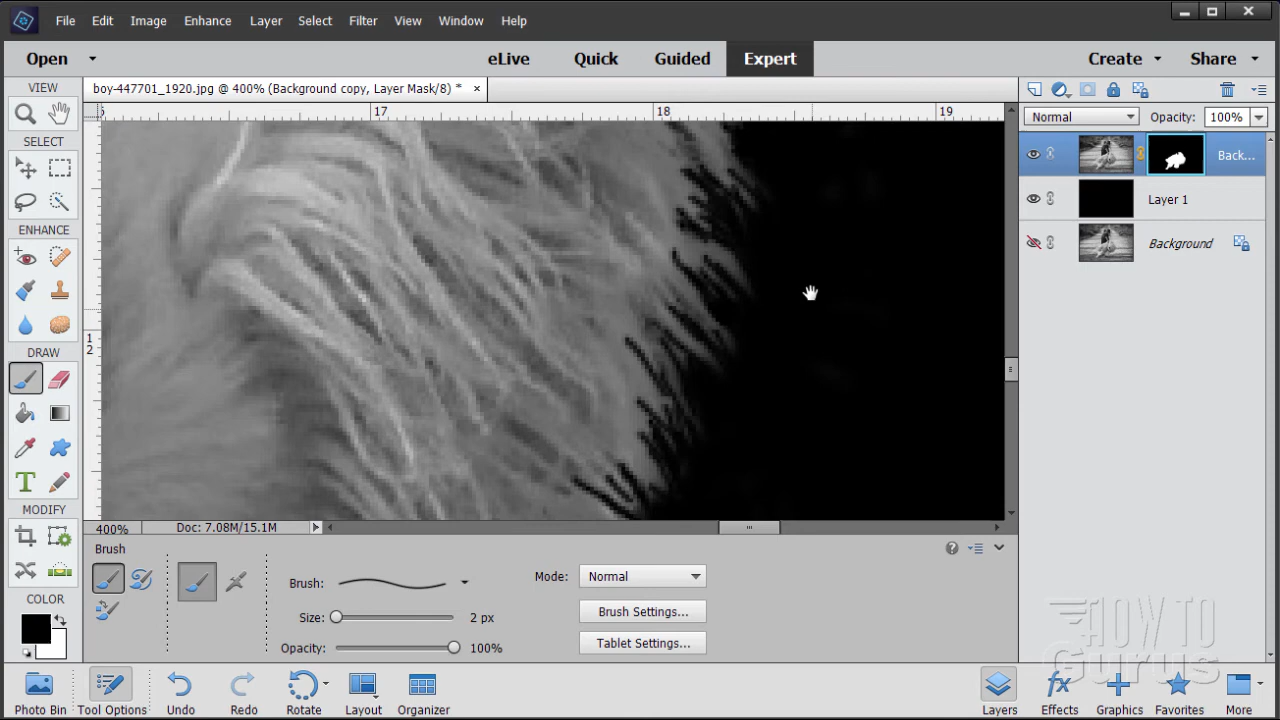 File Edit Image Enhance Layer Select Filter View Window Help
Open eLive Quick Guided Expert Create Share
VIEW
boy-447701_1920.jpg @ 400% (Background copy, Layer Mask/8) * ×
17 18 19
Normal Opacity: 100%
SELECT
Back...
Layer 1
ENHANCE
Background
1
2
DRAW
T
MODIFY
400% Doc: 7.08M/15.1M
Brush
Brush: Mode: Normal
COLOR
Size: 2 px Brush Settings...
Opacity: 100% Tablet Settings...
HOW TO
Gurus
Photo Bin Tool Options Undo Redo Rotate Layout Organizer Layers fx Effects Graphics Favorites More